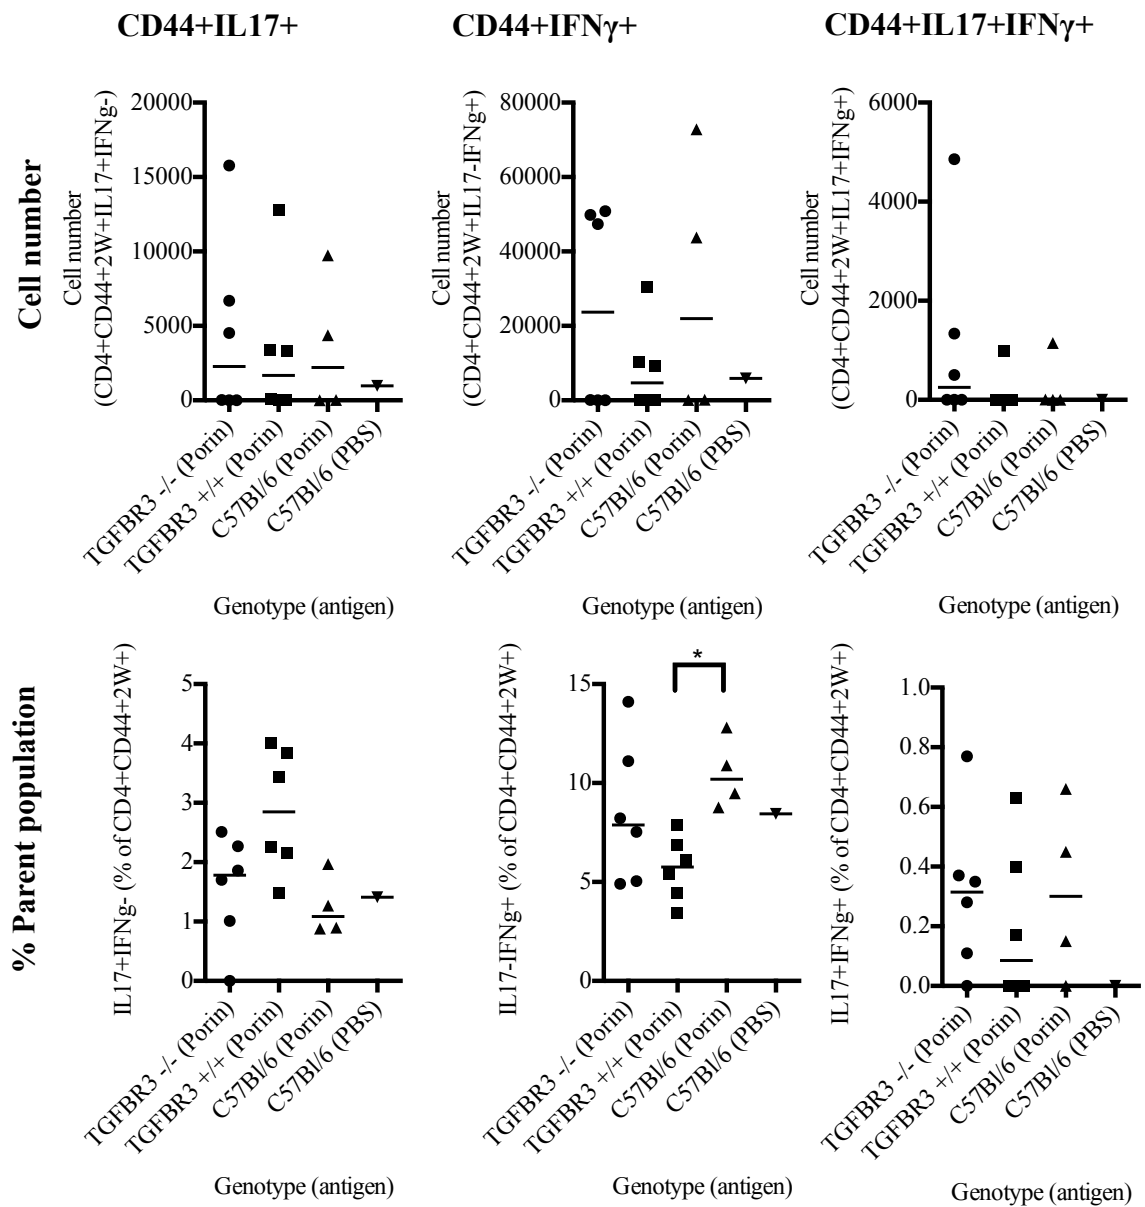 CD44+IL17+
CD44+IFNγ+
CD44+IL17+IFNγ+
Cell number
Cell number
(CD4+CD44+2W+IL17+IFNg-)
20000
15000
10000
5000
0
TGFBR3 -/- (Porin)
TGFBR3 +/+ (Porin)
C57Bl/6 (Porin)
C57Bl/6 (PBS)
Genotype (antigen)
Cell number
(CD4+CD44+2W+IL17-IFNg+)
80000
60000
40000
20000
0
TGFBR3 -/- (Porin)
TGFBR3 +/+ (Porin)
C57Bl/6 (Porin)
C57Bl/6 (PBS)
Genotype (antigen)
Cell number
(CD4+CD44+2W+IL17+IFNg+)
6000
4000
2000
0
TGFBR3 -/- (Porin)
TGFBR3 +/+ (Porin)
C57Bl/6 (Porin)
C57Bl/6 (PBS)
Genotype (antigen)
% Parent population
IL17+IFNg- (% of CD4+CD44+2W+)
5
4
3
2
1
0
TGFBR3 -/- (Porin)
TGFBR3 +/+ (Porin)
C57Bl/6 (Porin)
C57Bl/6 (PBS)
Genotype (antigen)
IL17-IFNg+ (% of CD4+CD44+2W+)
15
10
5
0
*
TGFBR3 -/- (Porin)
TGFBR3 +/+ (Porin)
C57Bl/6 (Porin)
C57Bl/6 (PBS)
Genotype (antigen)
IL17+IFNg+ (% of CD4+CD44+2W+)
1.0
0.8
0.6
0.4
0.2
0.0
TGFBR3 -/- (Porin)
TGFBR3 +/+ (Porin)
C57Bl/6 (Porin)
C57Bl/6 (PBS)
Genotype (antigen)